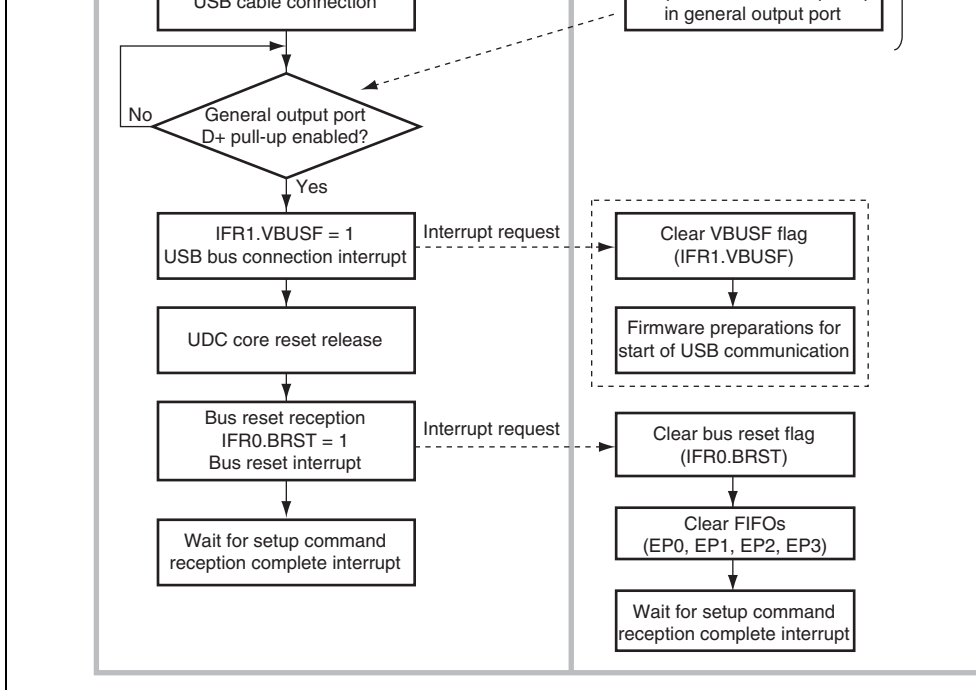 USB cable connection
in general output port
General output port
D+ pull-up enabled?
No
Yes
IFR1.VBUSF = 1
USB bus connection interrupt
Interrupt request
Clear VBUSF flag
(IFR1.VBUSF)
UDC core reset release
Firmware preparations for
start of USB communication
Bus reset reception
IFR0.BRST = 1
Bus reset interrupt
Interrupt request
Clear bus reset flag
(IFR0.BRST)
Wait for setup command
reception complete interrupt
Clear FIFOs
(EP0, EP1, EP2, EP3)
Wait for setup command
reception complete interrupt